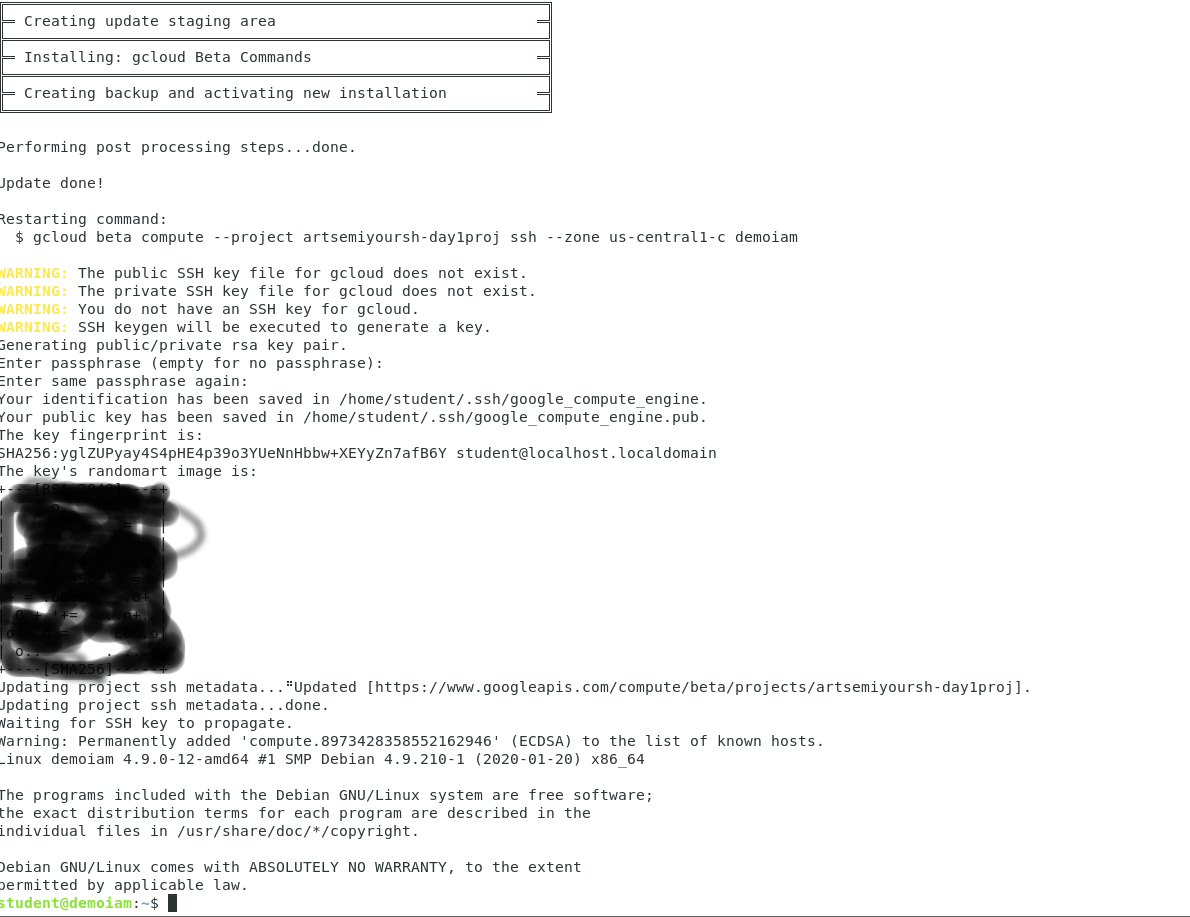 Creating update staging area
Installing: gcloud Beta Commands
Creating backup and activating new installation
Performing post processing steps...done.
Update done!
Restarting command:
$ gcloud beta compute --project artsemiyoursh-day1proj ssh --zone us-central1-c demoiam
WARNING: The public SSH key file for gcloud does not exist.
WARNING: The private SSH key file for gcloud does not exist.
WARNING: You do not have an SSH key for gcloud.
WARNING: SSH keygen will be executed to generate a key.
Generating public/private rsa key pair.
Enter passphrase (empty for no passphrase):
Enter same passphrase again:
Your identification has been saved in /home/student/.ssh/google_compute_engine.
Your public key has been saved in /home/student/.ssh/google_compute_engine.pub.
The key fingerprint is:
SHA256:yglZUPyay4S4pHE4p39o3YUeNnHbbw+XEYyZn7afB6Y student@localhost.localdomain
The key's randomart image is:
+----[SHA256]-----+
Updating project ssh metadata...⠛Updated [https://www.googleapis.com/compute/beta/projects/artsemiyoursh-day1proj].
Updating project ssh metadata...done.
Waiting for SSH key to propagate.
Warning: Permanently added 'compute.8973428358552162946' (ECDSA) to the list of known hosts.
Linux demoiam 4.9.0-12-amd64 #1 SMP Debian 4.9.210-1 (2020-01-20) x86_64
The programs included with the Debian GNU/Linux system are free software;
the exact distribution terms for each program are described in the
individual files in /usr/share/doc/*/copyright.
Debian GNU/Linux comes with ABSOLUTELY NO WARRANTY, to the extent
permitted by applicable law.
student@demoiam:~$